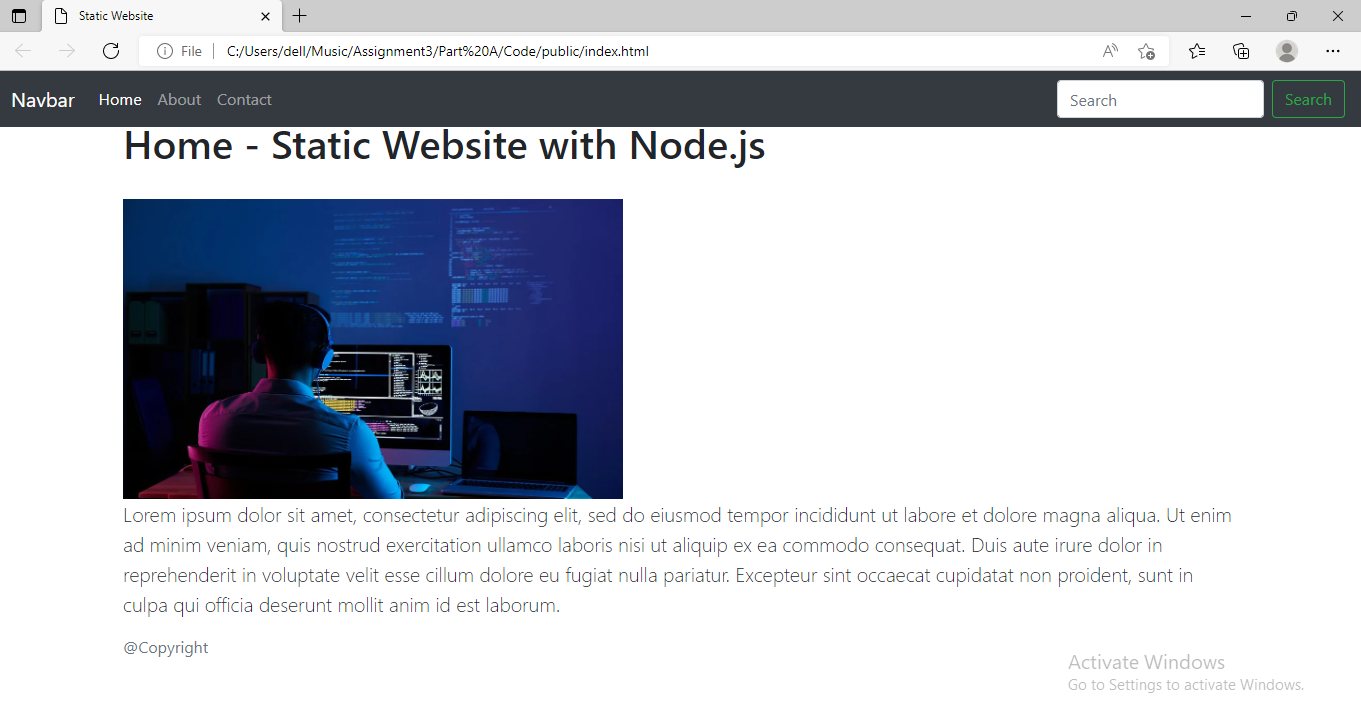 Static Website
File
C:/Users/dell/Music/Assignment3/Part%20A/Code/public/index.html
Navbar Home About Contact Search Search
Home - Static Website with Node.js
Lorem ipsum dolor sit amet, consectetur adipiscing elit, sed do eiusmod tempor incididunt ut labore et dolore magna aliqua. Ut enim
ad minim veniam, quis nostrud exercitation ullamco laboris nisi ut aliquip ex ea commodo consequat. Duis aute irure dolor in
reprehenderit in voluptate velit esse cillum dolore eu fugiat nulla pariatur. Excepteur sint occaecat cupidatat non proident, sunt in
culpa qui officia deserunt mollit anim id est laborum.
@Copyright
Activate Windows
Go to Settings to activate Windows.